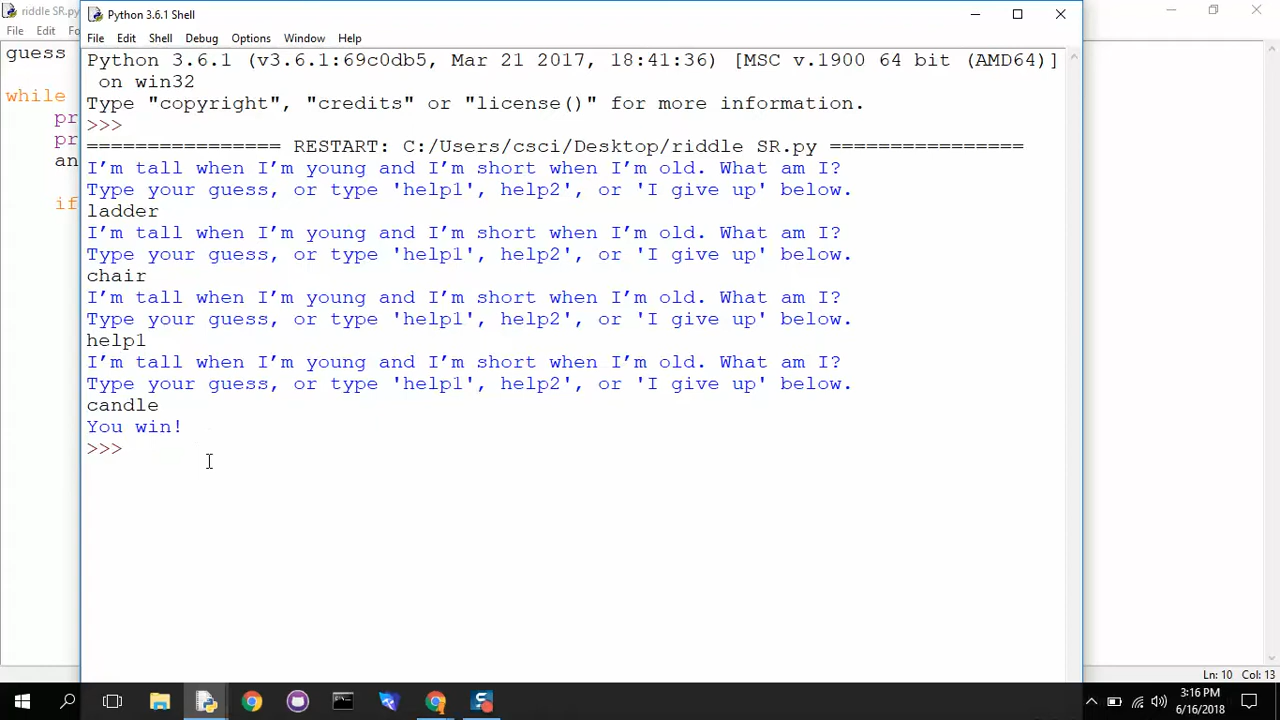 riddle SR.py
Python 3.6.1 Shell
File Edit Fo
File Edit Shell Debug Options Window Help
guess
while
pr
pr
an
if
Python 3.6.1 (v3.6.1:69c0db5, Mar 21 2017, 18:41:36) [MSC v.1900 64 bit (AMD64)]
on win32
Type "copyright", "credits" or "license()" for more information.
>>>
================ RESTART: C:/Users/csci/Desktop/riddle SR.py ================
I’m tall when I’m young and I’m short when I’m old. What am I?
Type your guess, or type 'help1', help2', or 'I give up' below.
ladder
I’m tall when I’m young and I’m short when I’m old. What am I?
Type your guess, or type 'help1', help2', or 'I give up' below.
chair
I’m tall when I’m young and I’m short when I’m old. What am I?
Type your guess, or type 'help1', help2', or 'I give up' below.
help1
I’m tall when I’m young and I’m short when I’m old. What am I?
Type your guess, or type 'help1', help2', or 'I give up' below.
candle
You win!
>>>
Ln: 10 Col: 13
3:16 PM
6/16/2018